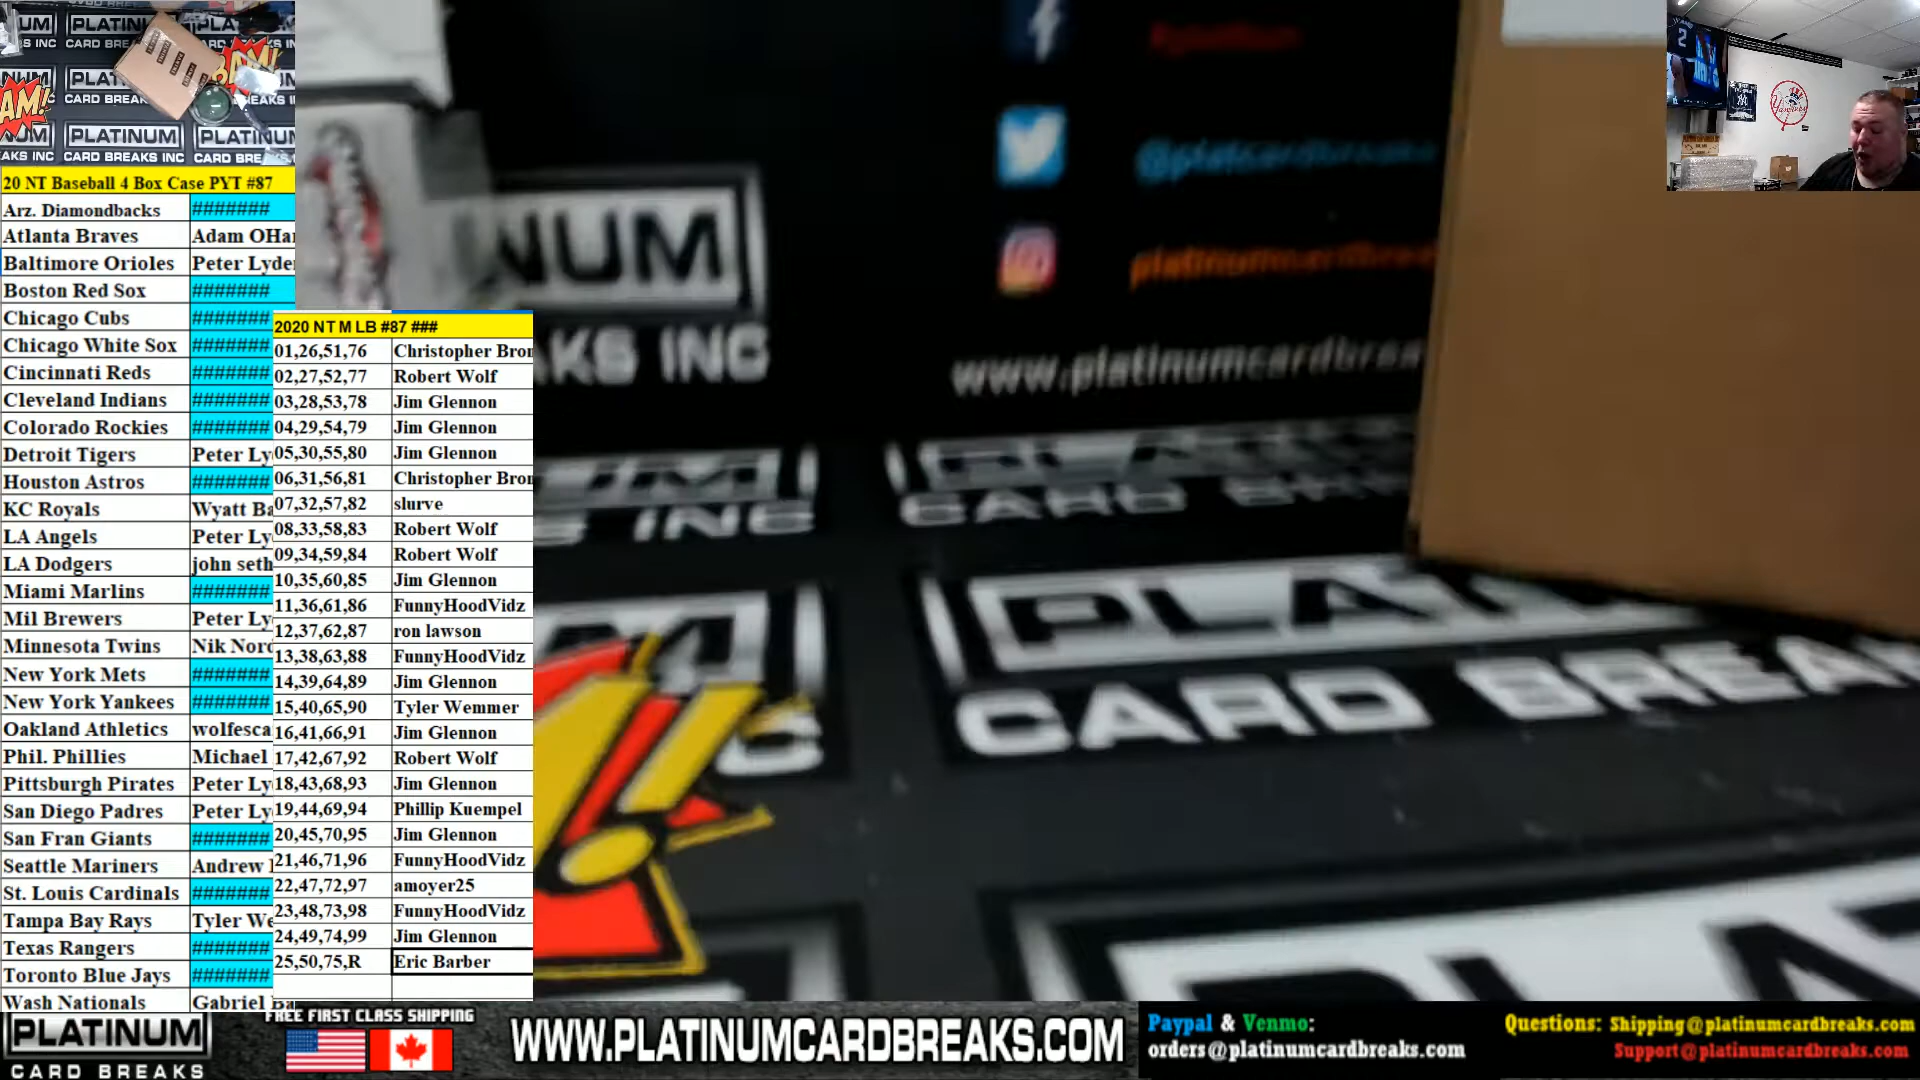 20 NT Baseball 4 Box Case PYT #87
Arz. Diamondbacks #######
Atlanta Braves Adam OHar
Baltimore Orioles Peter Lyder
Boston Red Sox #######
Chicago Cubs #######
Chicago White Sox #######
Cincinnati Reds #######
Cleveland Indians #######
Colorado Rockies #######
Detroit Tigers Peter Ly
Houston Astros #######
KC Royals Wyatt Ba
LA Angels Peter Ly
LA Dodgers john seth
Miami Marlins #######
Mil Brewers Peter Ly
Minnesota Twins Nik Nord
New York Mets #######
New York Yankees #######
Oakland Athletics wolfesca
Phil. Phillies Michael
Pittsburgh Pirates Peter Ly
San Diego Padres Peter Ly
San Fran Giants #######
Seattle Mariners Andrew
St. Louis Cardinals #######
Tampa Bay Rays Tyler We
Texas Rangers #######
Toronto Blue Jays #######
Wash Nationals Gabriel Ba
2020 NT MLB #87 ###
01,26,51,76 Christopher Bron
02,27,52,77 Robert Wolf
03,28,53,78 Jim Glennon
04,29,54,79 Jim Glennon
05,30,55,80 Jim Glennon
06,31,56,81 Christopher Bron
07,32,57,82 slurve
08,33,58,83 Robert Wolf
09,34,59,84 Robert Wolf
10,35,60,85 Jim Glennon
11,36,61,86 FunnyHoodVidz
12,37,62,87 ron lawson
13,38,63,88 FunnyHoodVidz
14,39,64,89 Jim Glennon
15,40,65,90 Tyler Wemmer
16,41,66,91 Jim Glennon
17,42,67,92 Robert Wolf
18,43,68,93 Jim Glennon
19,44,69,94 Phillip Kuempel
20,45,70,95 Jim Glennon
21,46,71,96 FunnyHoodVidz
22,47,72,97 amoyer25
23,48,73,98 FunnyHoodVidz
24,49,74,99 Jim Glennon
25,50,75,R Eric Barber
NUM
KS INC
@platcardbreaks
platinumcardbrea
www.platinumcardbrea
CARD BREA
PLATINUM
CARD BREAKS INC
PLATINUM
CARD BREAKS
FREE FIRST CLASS SHIPPING
WWW.PLATINUMCARDBREAKS.COM
Paypal & Venmo:
orders@platinumcardbreaks.com
Questions: Shipping@platinumcardbreaks.com
Support@platinumcardbreaks.com